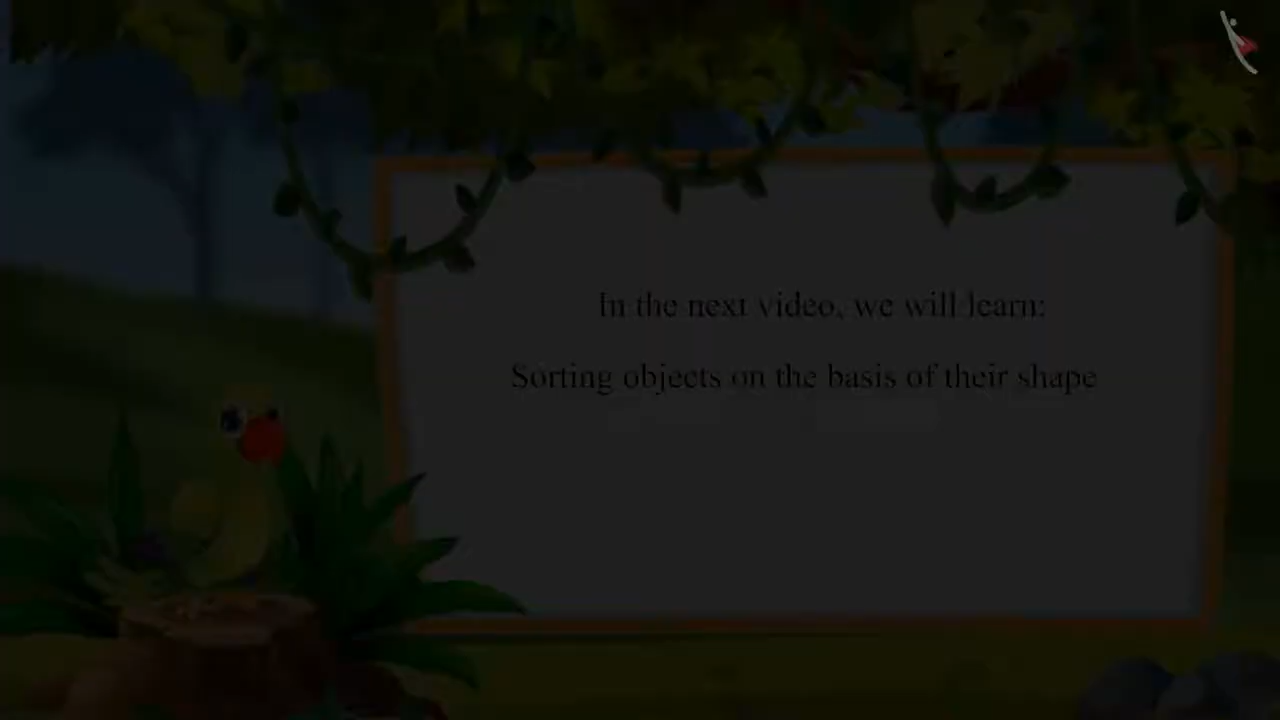 In the next video, we will learn:
Sorting objects on the basis of their shape